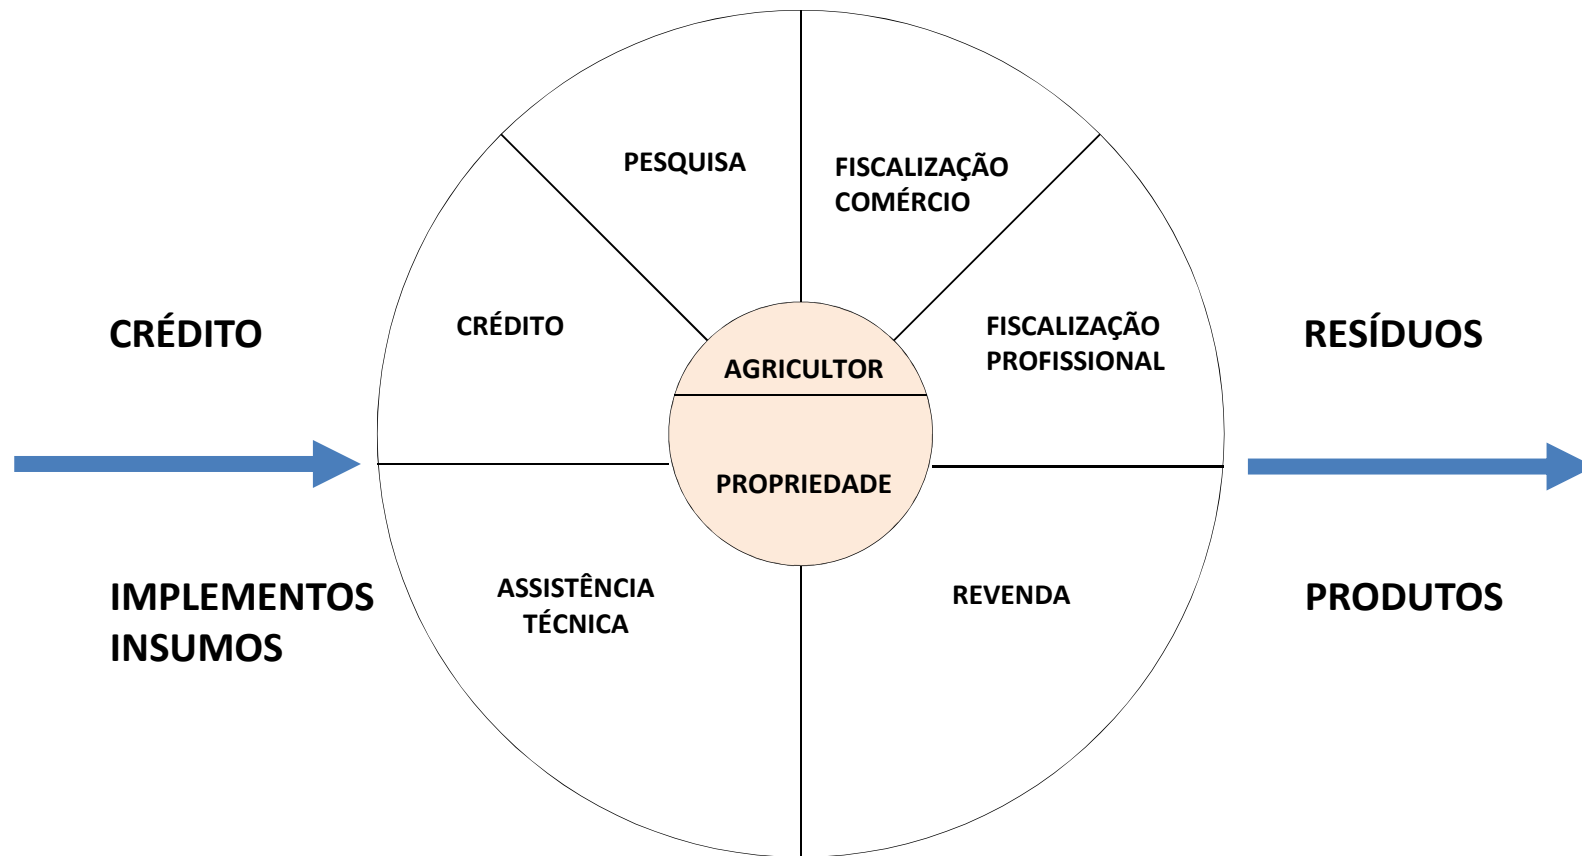 PESQUISA
FISCALIZAÇÃO
COMÉRCIO
CRÉDITO
CRÉDITO
FISCALIZAÇÃO
PROFISSIONAL
RESÍDUOS
AGRICULTOR
PROPRIEDADE
IMPLEMENTOS
INSUMOS
ASSISTÊNCIA
TÉCNICA
REVENDA
PRODUTOS